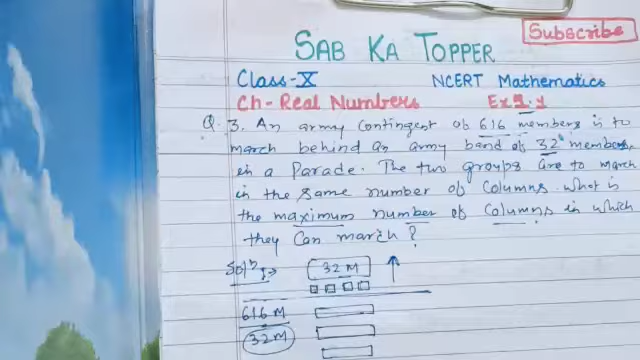 Subscribe
SAB KA TOPPER
Class-X NCERT Mathematics
Ch-Real Numbers Ex 1.1
Q. 3. An army contingent of 616 members is to
march behind an army band of 32 members
in a Parade. The two groups are to march
in the same number of columns. what is
the maximum number of columns in which
they can march?
Soln 32 M
616 M
32 M